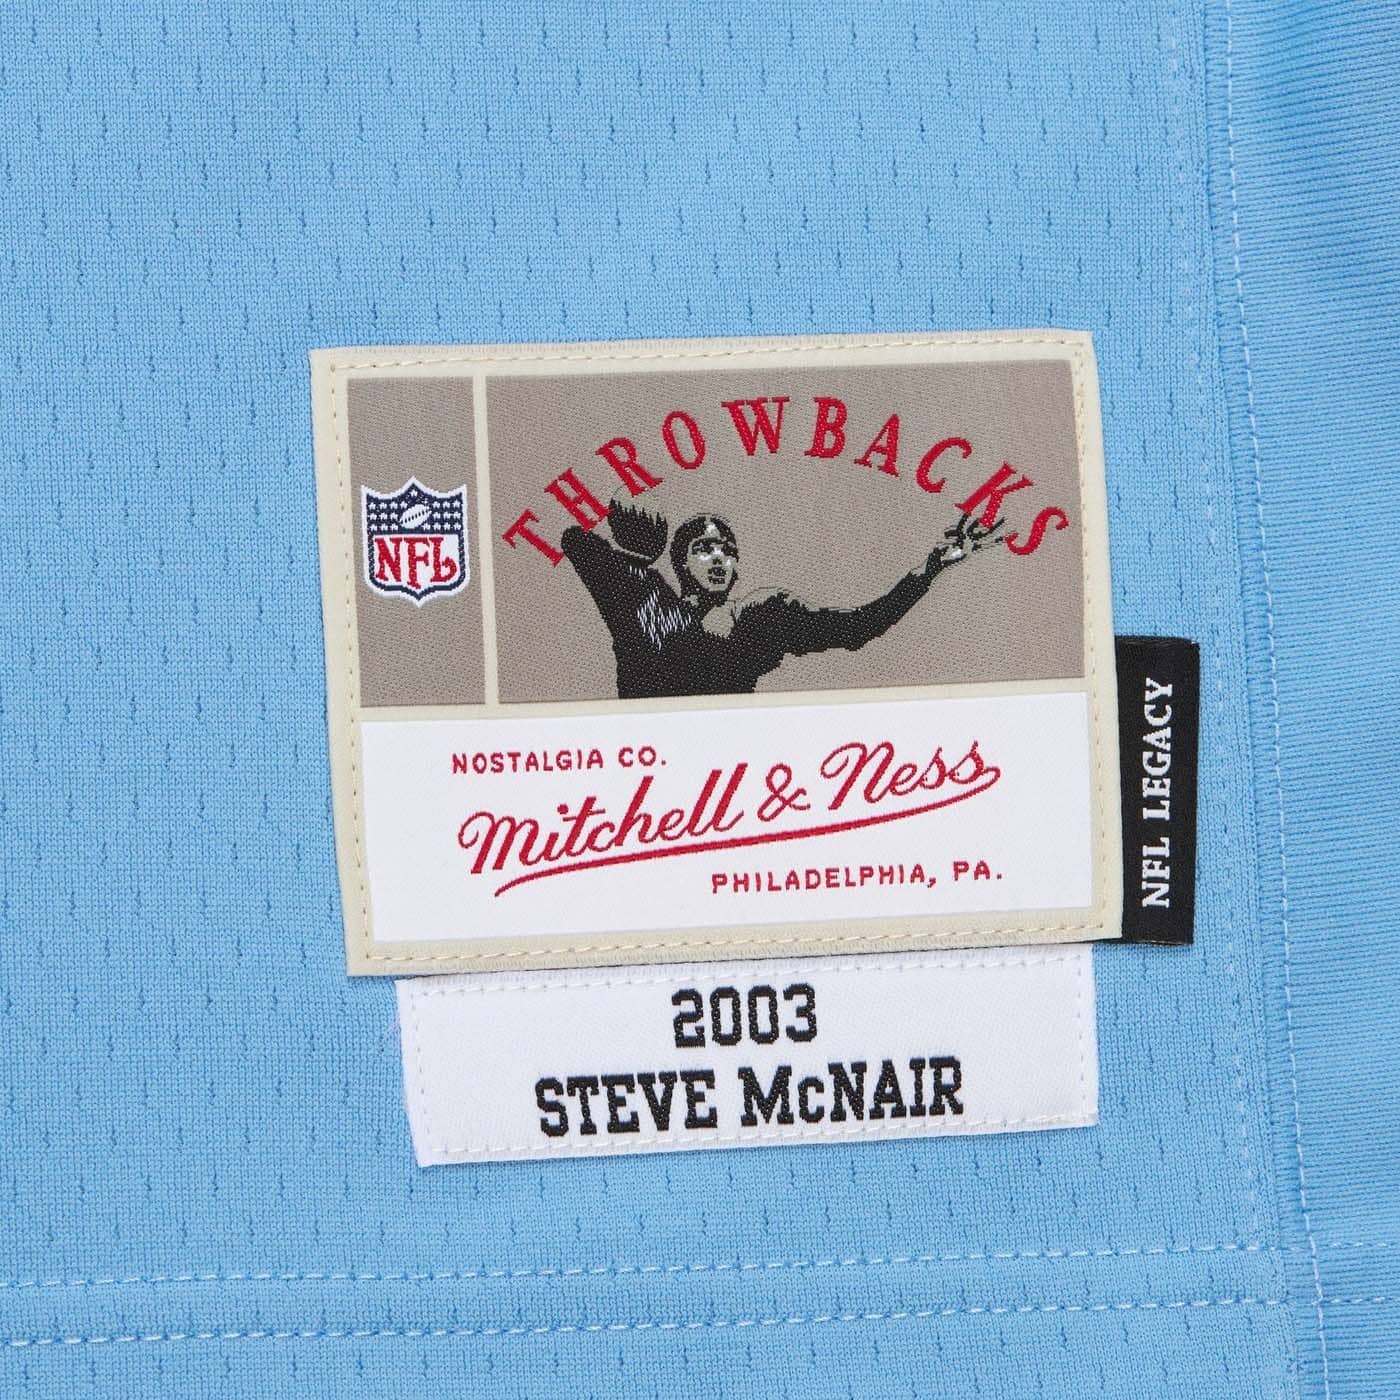 THROWBACKS
NFL
NOSTALGIA CO.
Mitchell & Ness
PHILADELPHIA, PA.
NFL LEGACY
2003
STEVE McNAIR